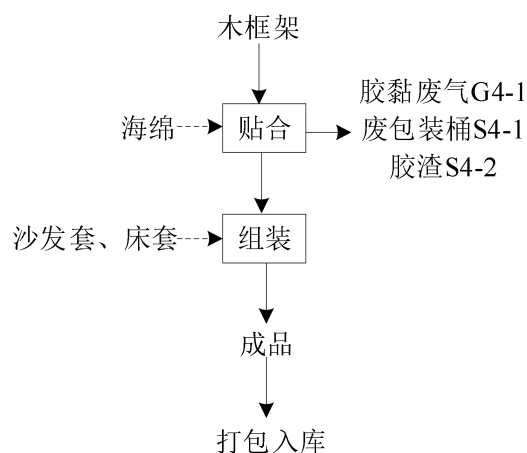 木框架
胶黏废气G4-1
海绵
贴合
废包装桶S4-1
胶渣S4-2
沙发套、床套
组装
成品
打包入库